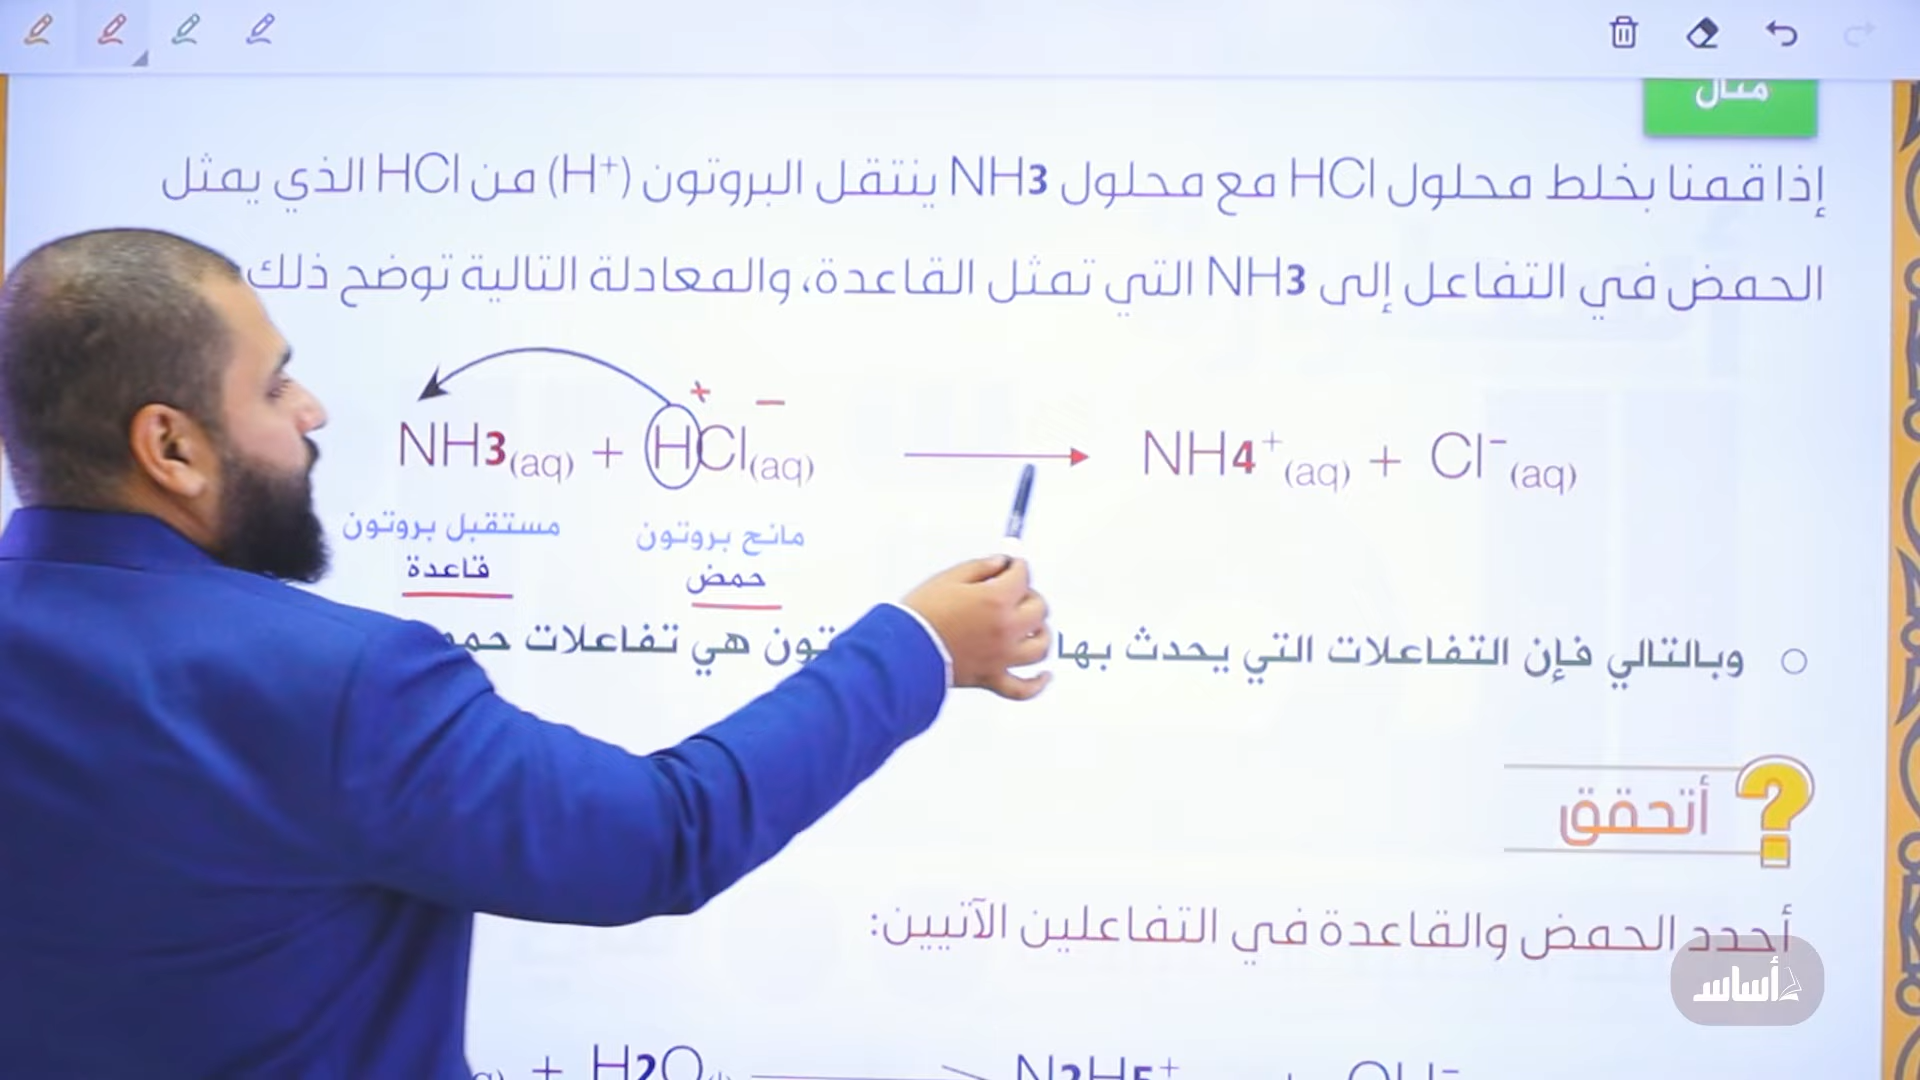 مثال
إذا قمنا بخلط محلول HCl مع محلول NH3 ينتقل البروتون (H⁺) من HCl الذي يمثل
الحمض في التفاعل إلى NH3 التي تمثل القاعدة، والمعادلة التالية توضح ذلك
+ −
NH3(aq) + HCl(aq) → NH4⁺(aq) + Cl⁻(aq)
مستقبل بروتون مانح بروتون
قاعدة حمض
وبالتالي فإن التفاعلات التي يحدث بها هي تفاعلات
أتحقق ?
أحدد الحمض والقاعدة في التفاعلين الآتيين:
أساس
+ H2O N2H5⁺ + OH⁻